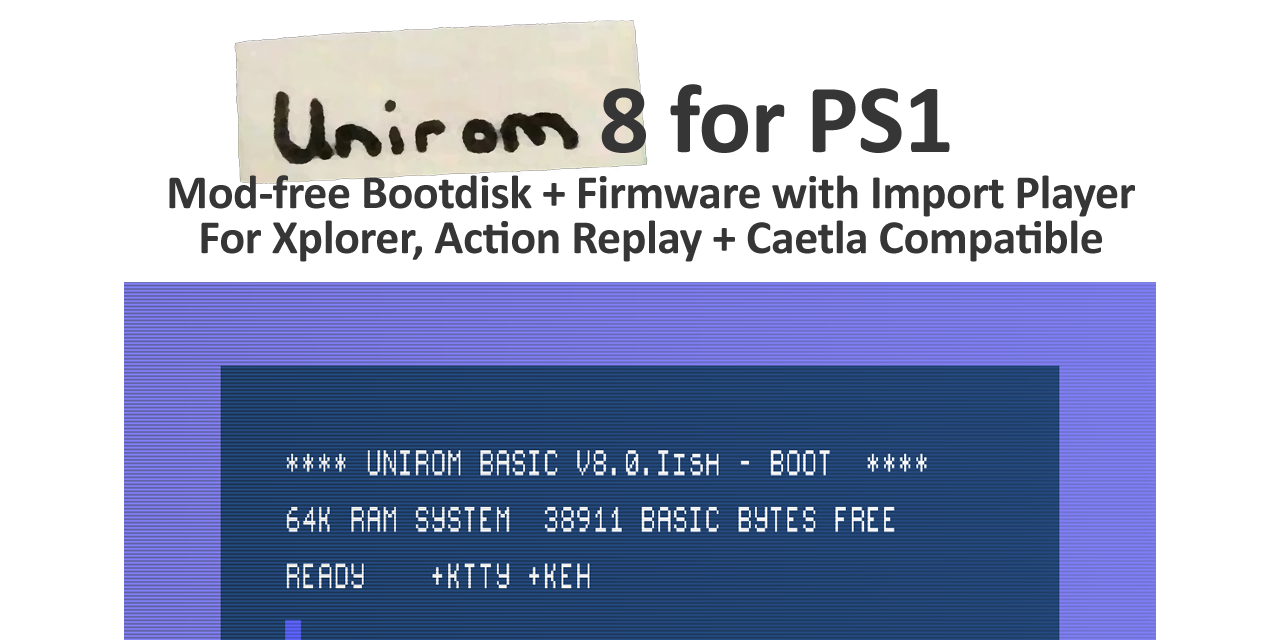 Unirom 8 for PS1
Mod-free Bootdisk + Firmware with Import Player
For Xplorer, Action Replay + Caetla Compatible
**** UNIROM BASIC V8.0.IISH - BOOT ****
64K RAM SYSTEM 38911 BASIC BYTES FREE
READY +KTTY +KEH